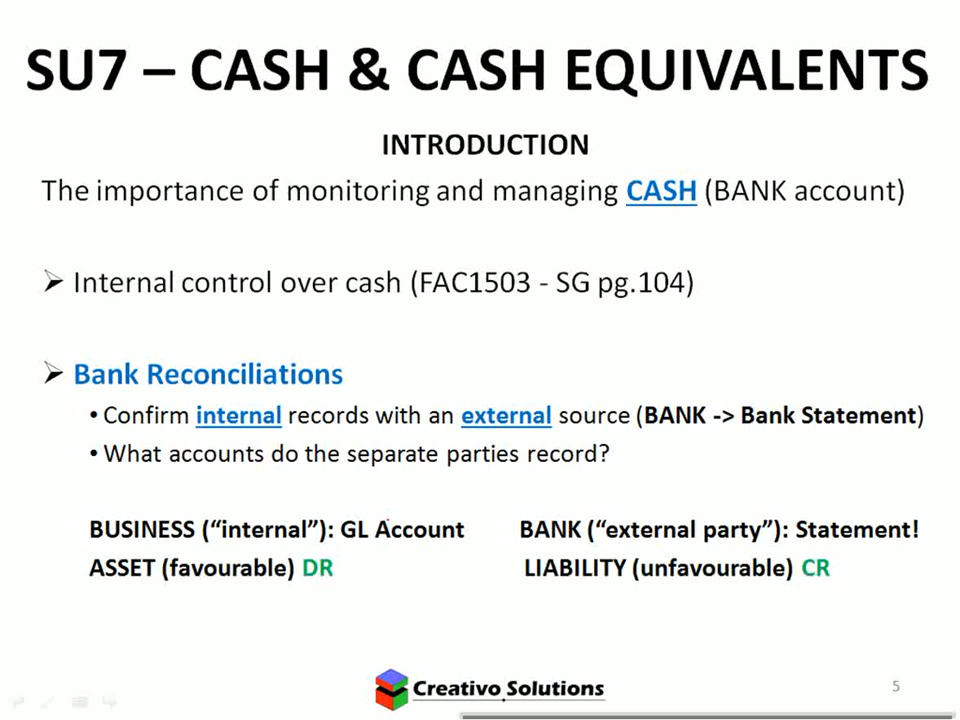 SU7 – CASH & CASH EQUIVALENTS
INTRODUCTION
The importance of monitoring and managing CASH (BANK account)
➢ Internal control over cash (FAC1503 - SG pg.104)
➢ Bank Reconciliations
• Confirm internal records with an external source (BANK -> Bank Statement)
• What accounts do the separate parties record?
BUSINESS (“internal”): GL Account BANK (“external party”): Statement!
ASSET (favourable) DR LIABILITY (unfavourable) CR
Creativo Solutions
5